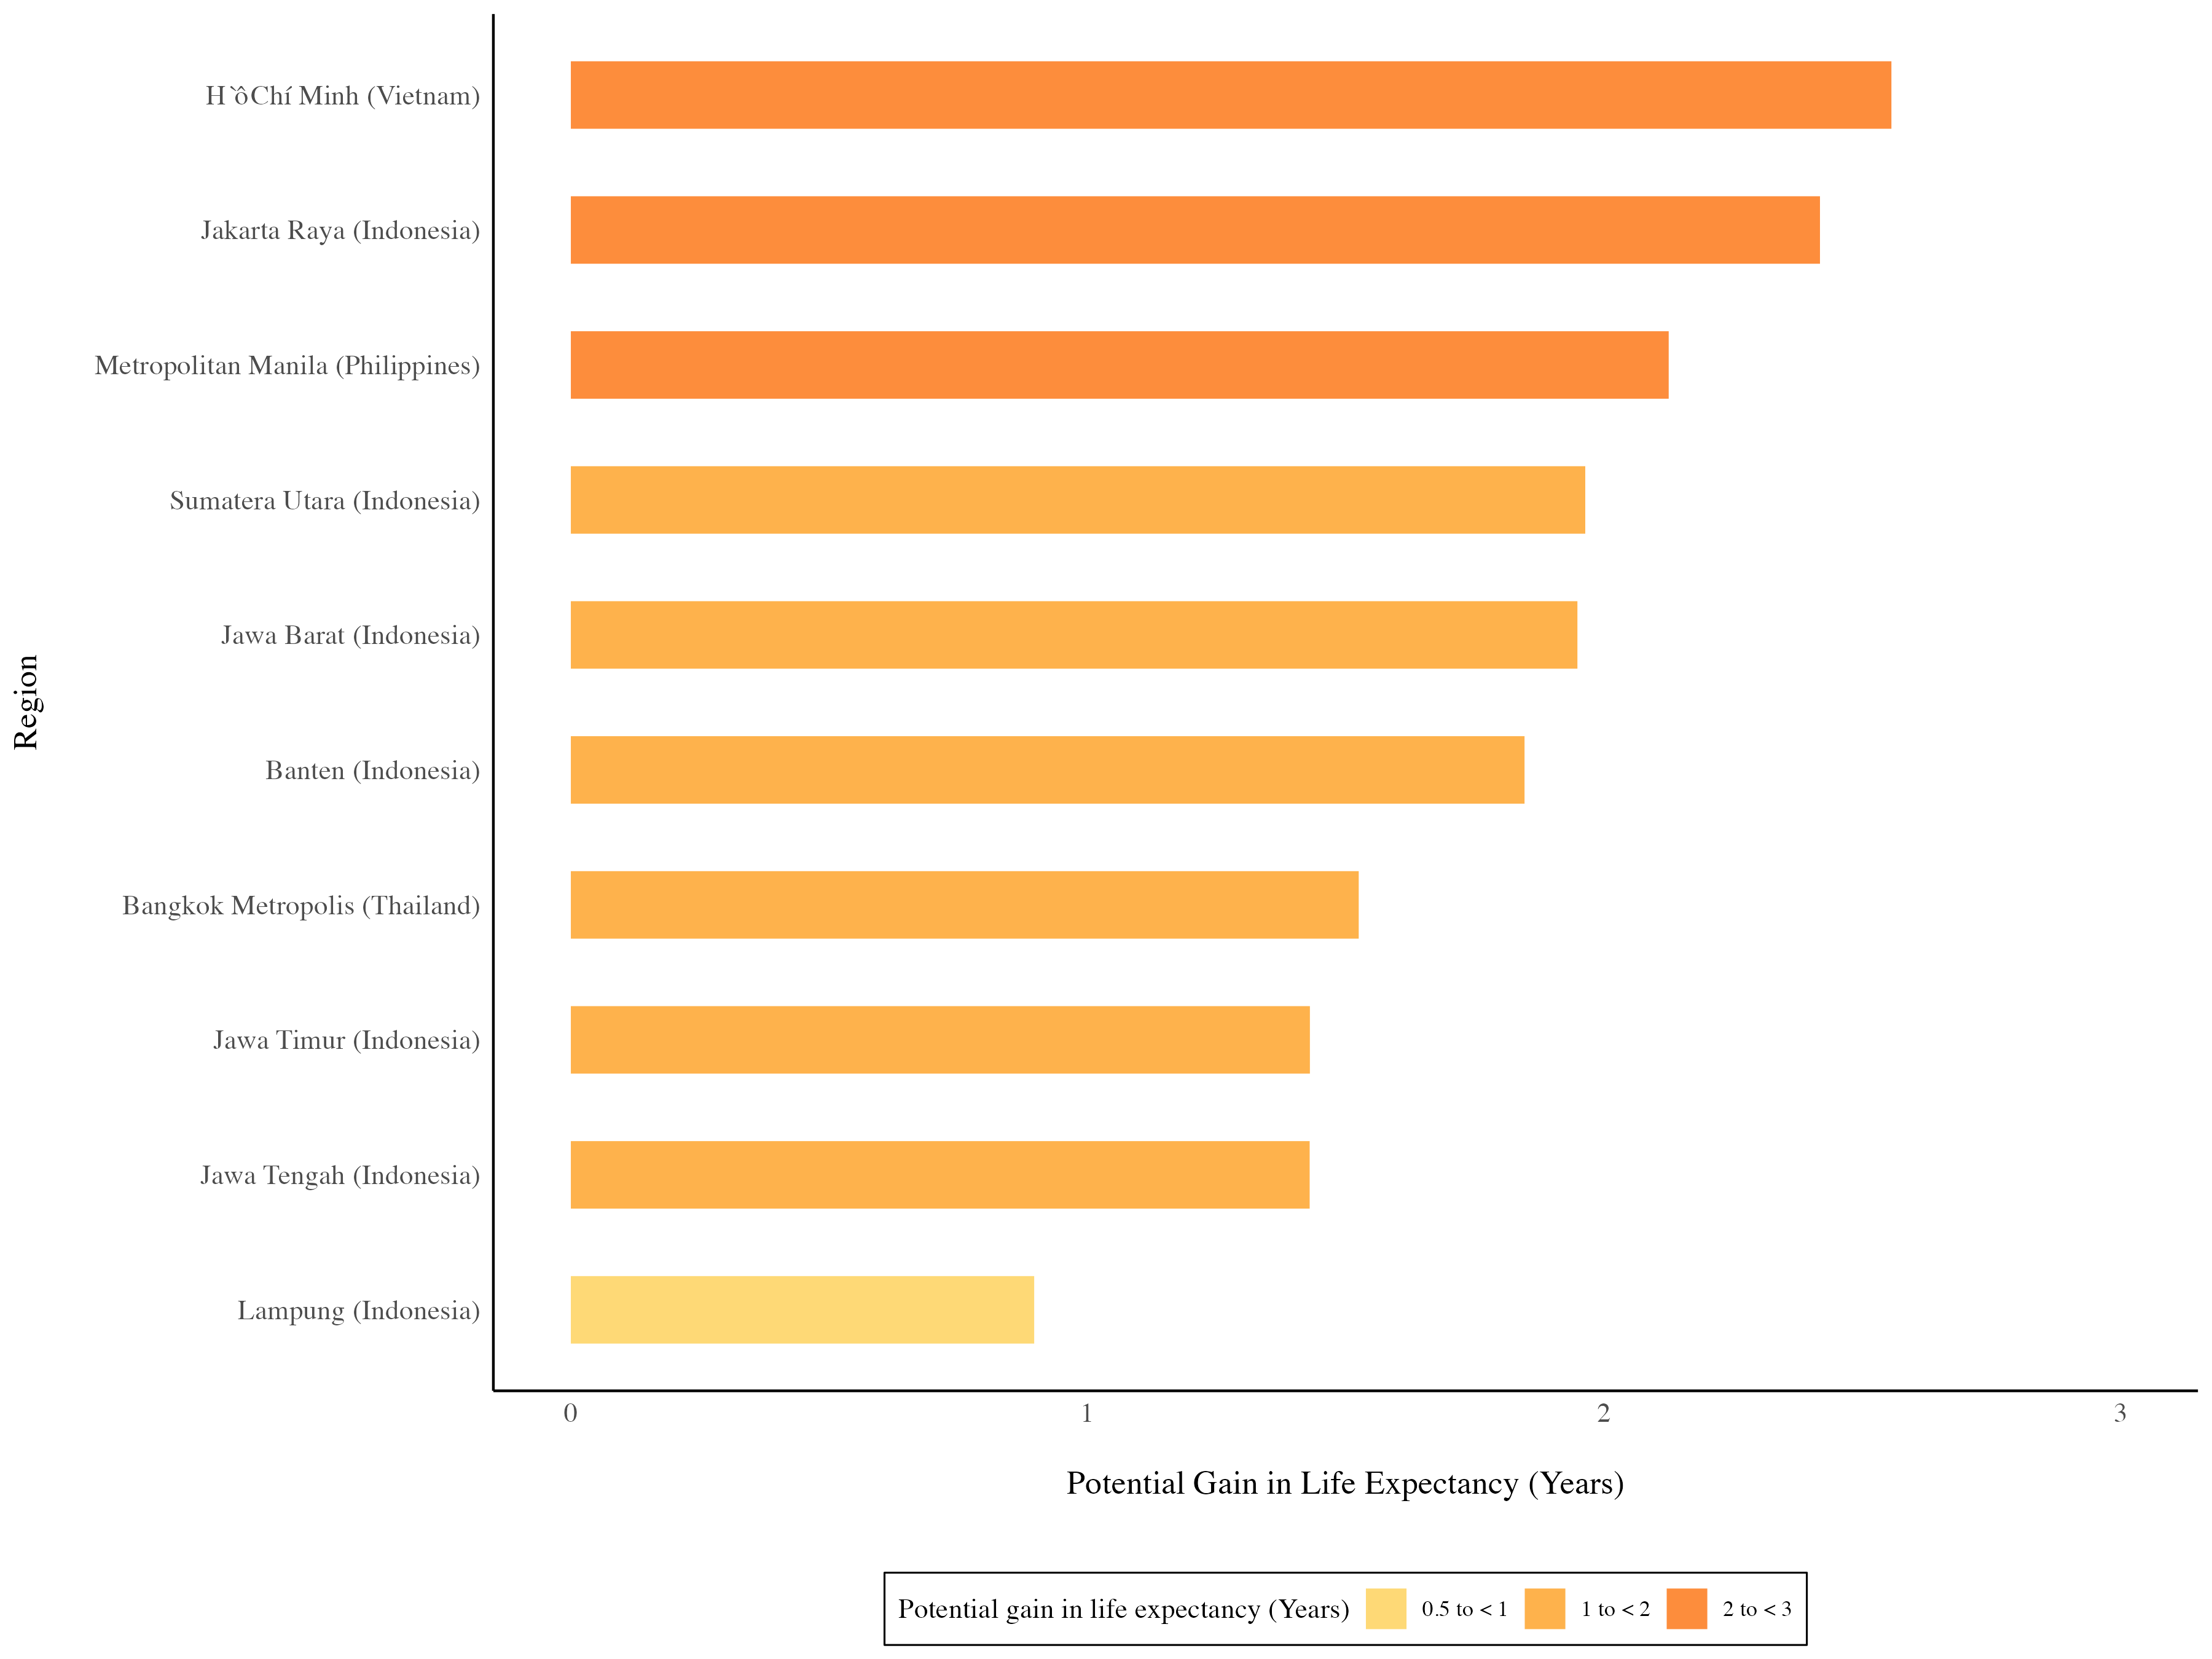 H`ôChí Minh (Vietnam)
Jakarta Raya (Indonesia)
Metropolitan Manila (Philippines)
Sumatera Utara (Indonesia)
Jawa Barat (Indonesia)
Banten (Indonesia)
Bangkok Metropolis (Thailand)
Jawa Timur (Indonesia)
Jawa Tengah (Indonesia)
Lampung (Indonesia)
Region
0 1 2 3
Potential Gain in Life Expectancy (Years)
Potential gain in life expectancy (Years) 0.5 to < 1 1 to < 2 2 to < 3